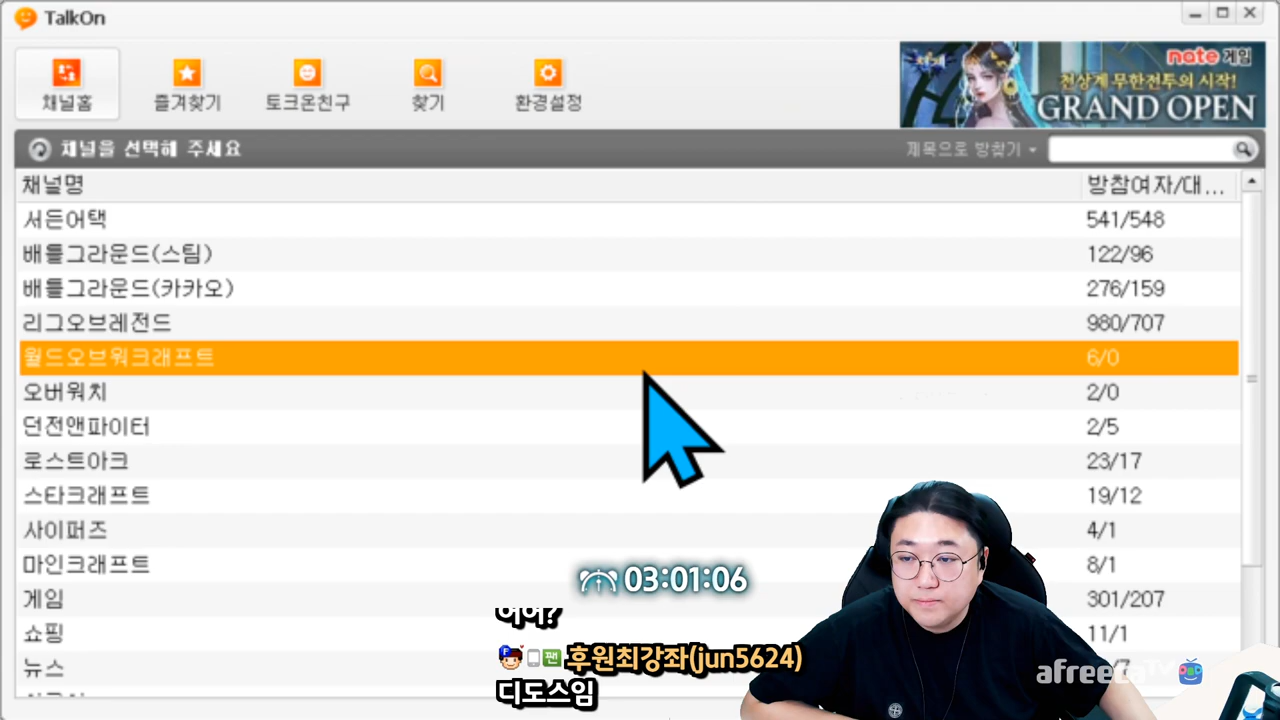 TalkOn
채널홈
즐겨찾기
토크온친구
찾기
환경설정
nate 게임
천상계 무한전투의 시작!
GRAND OPEN
채널을 선택해 주세요
제목으로 방찾기
채널명 방참여자/대...
서든어택 541/548
배틀그라운드(스팀) 122/96
배틀그라운드(카카오) 276/159
리그오브레전드 980/707
월드오브워크래프트 6/0
오버워치 2/0
던전앤파이터 2/5
로스트아크 23/17
스타크래프트 19/12
사이퍼즈 4/1
마인크래프트 8/1
게임 301/207
쇼핑 11/1
뉴스
03:01:06
어허?
F 팬 후원최강좌(jun5624)
디도스임
afreecaTV